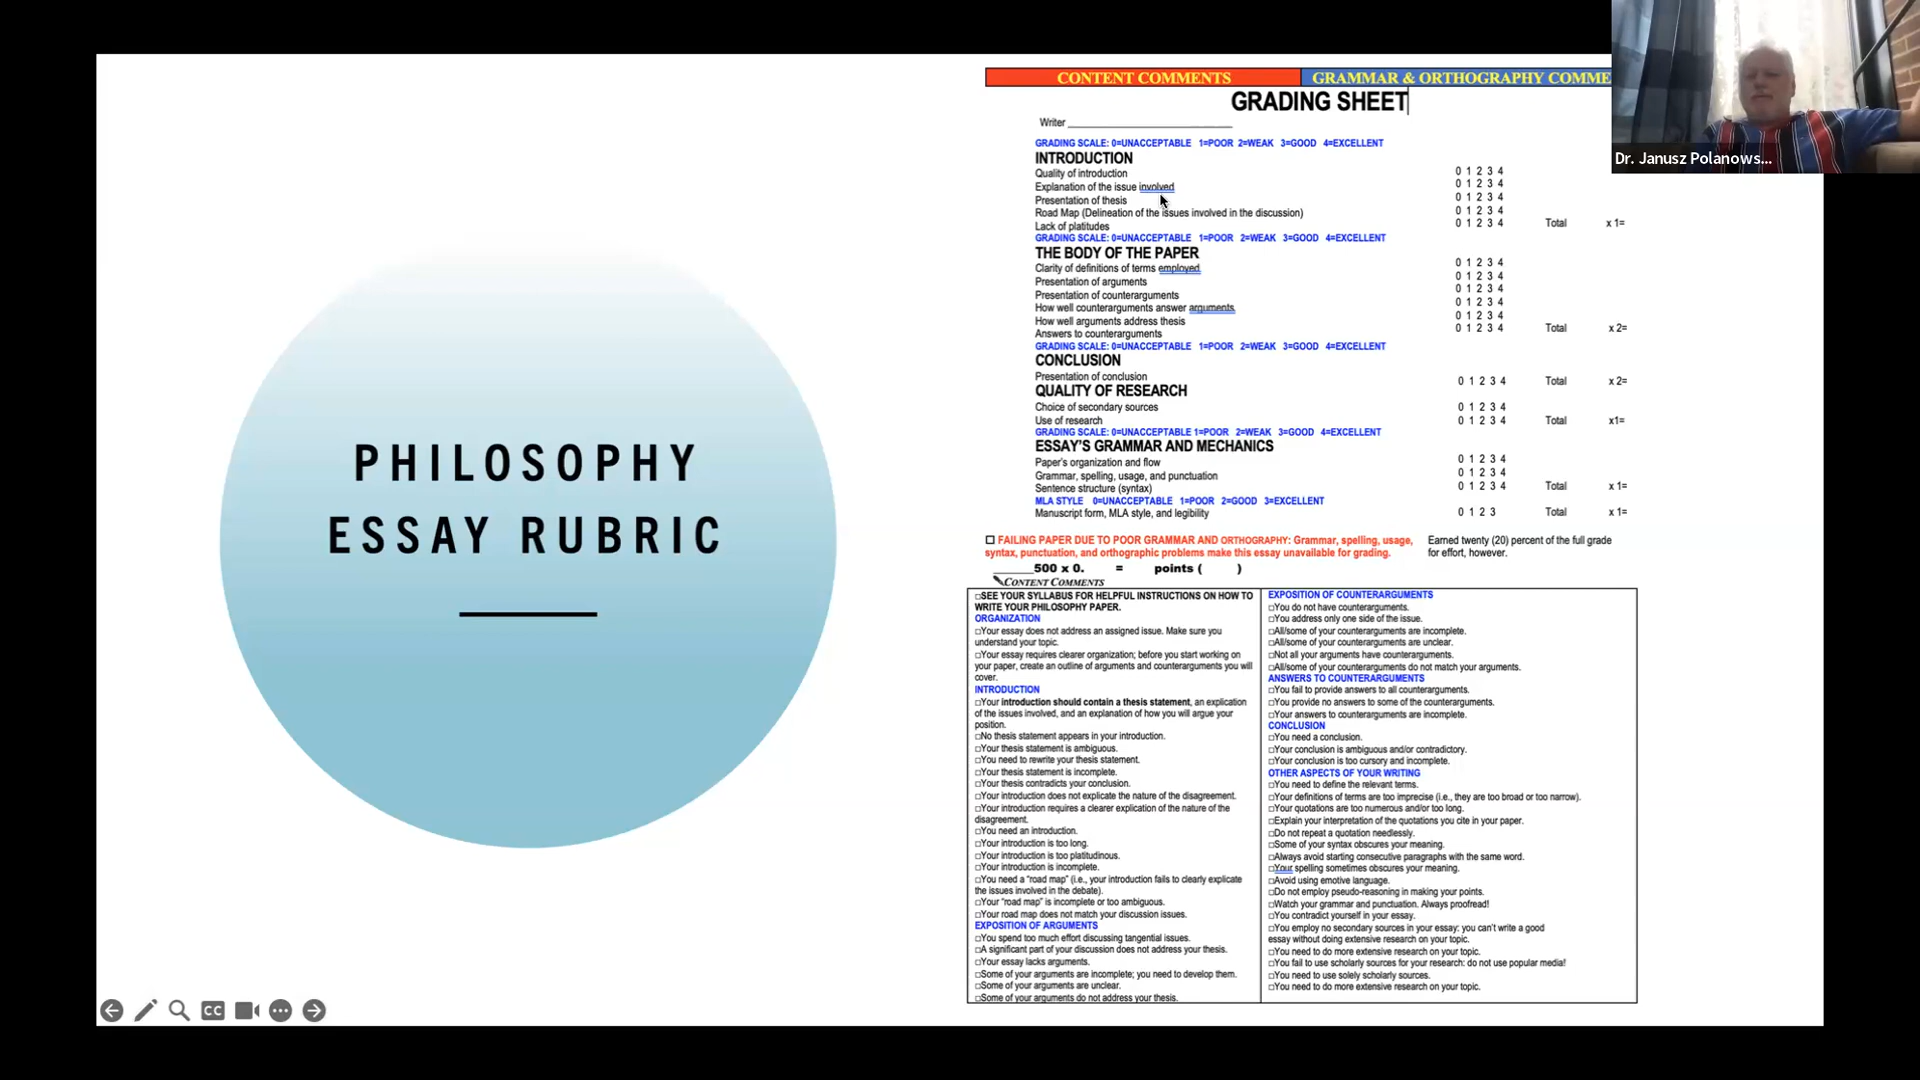 PHILOSOPHY
ESSAY RUBRIC
CONTENT COMMENTS
GRAMMAR & ORTHOGRAPHY COMME
GRADING SHEET
Writer
GRADING SCALE: 0=UNACCEPTABLE 1=POOR 2=WEAK 3=GOOD 4=EXCELLENT
INTRODUCTION
Quality of introduction 0 1 2 3 4
Explanation of the issue involved 0 1 2 3 4
Presentation of thesis 0 1 2 3 4
Road Map (Delineation of the issues involved in the discussion) 0 1 2 3 4
Lack of platitudes 0 1 2 3 4 Total x 1=
GRADING SCALE: 0=UNACCEPTABLE 1=POOR 2=WEAK 3=GOOD 4=EXCELLENT
THE BODY OF THE PAPER
Clarity of definitions of terms employed 0 1 2 3 4
Presentation of arguments 0 1 2 3 4
Presentation of counterarguments 0 1 2 3 4
How well counterarguments answer arguments 0 1 2 3 4
How well arguments address thesis 0 1 2 3 4
Answers to counterarguments 0 1 2 3 4 Total x 2=
GRADING SCALE: 0=UNACCEPTABLE 1=POOR 2=WEAK 3=GOOD 4=EXCELLENT
CONCLUSION
Presentation of conclusion 0 1 2 3 4 Total x 2=
QUALITY OF RESEARCH
Choice of secondary sources 0 1 2 3 4
Use of research 0 1 2 3 4 Total x1=
GRADING SCALE: 0=UNACCEPTABLE 1=POOR 2=WEAK 3=GOOD 4=EXCELLENT
ESSAY'S GRAMMAR AND MECHANICS
Paper's organization and flow 0 1 2 3 4
Grammar, spelling, usage, and punctuation 0 1 2 3 4
Sentence structure (syntax) 0 1 2 3 4 Total x 1=
MLA STYLE 0=UNACCEPTABLE 1=POOR 2=GOOD 3=EXCELLENT
Manuscript form, MLA style, and legibility 0 1 2 3 Total x 1=
☐ FAILING PAPER DUE TO POOR GRAMMAR AND ORTHOGRAPHY: Grammar, spelling, usage,
syntax, punctuation, and orthographic problems make this essay unavailable for grading.
Earned twenty (20) percent of the full grade
for effort, however.
______500 x 0. = points ( )
CONTENT COMMENTS
□SEE YOUR SYLLABUS FOR HELPFUL INSTRUCTIONS ON HOW TO
WRITE YOUR PHILOSOPHY PAPER.
ORGANIZATION
□Your essay does not address an assigned issue. Make sure you
understand your topic.
□Your essay requires clearer organization; before you start working on
your paper, create an outline of arguments and counterarguments you will
cover.
INTRODUCTION
□Your introduction should contain a thesis statement, an explication
of the issues involved, and an explanation of how you will argue your
position.
□No thesis statement appears in your introduction.
□Your thesis statement is ambiguous.
□You need to rewrite your thesis statement.
□Your thesis statement is incomplete.
□Your thesis contradicts your conclusion.
□Your introduction does not explicate the nature of the disagreement.
□Your introduction requires a clearer explication of the nature of the
disagreement.
□You need an introduction.
□Your introduction is too long.
□Your introduction is too platitudinous.
□Your introduction is incomplete.
□You need a "road map" (i.e., your introduction fails to clearly explicate
the issues involved in the debate).
□Your "road map" is incomplete or too ambiguous.
□Your road map does not match your discussion issues.
EXPOSITION OF ARGUMENTS
□You spend too much effort discussing tangential issues.
□A significant part of your discussion does not address your thesis.
□Your essay lacks arguments.
□Some of your arguments are incomplete; you need to develop them.
□Some of your arguments are unclear.
□Some of your arguments do not address your thesis.
EXPOSITION OF COUNTERARGUMENTS
□You do not have counterarguments.
□You address only one side of the issue.
□All/some of your counterarguments are incomplete.
□All/some of your counterarguments are unclear.
□Not all your arguments have counterarguments.
□All/some of your counterarguments do not match your arguments.
ANSWERS TO COUNTERARGUMENTS
□You fail to provide answers to all counterarguments.
□You provide no answers to some of the counterarguments.
□Your answers to counterarguments are incomplete.
CONCLUSION
□You need a conclusion.
□Your conclusion is ambiguous and/or contradictory.
□Your conclusion is too cursory and incomplete.
OTHER ASPECTS OF YOUR WRITING
□You need to define the relevant terms.
□Your definitions of terms are too imprecise (i.e., they are too broad or too narrow).
□Your quotations are too numerous and/or too long.
□Explain your interpretation of the quotations you cite in your paper.
□Do not repeat a quotation needlessly.
□Some of your syntax obscures your meaning.
□Always avoid starting consecutive paragraphs with the same word.
□Your spelling sometimes obscures your meaning.
□Avoid using emotive language.
□Do not employ pseudo-reasoning in making your points.
□Watch your grammar and punctuation. Always proofread!
□You contradict yourself in your essay.
□You employ no secondary sources in your essay: you can't write a good
essay without doing extensive research on your topic.
□You need to do more extensive research on your topic.
□You fail to use scholarly sources for your research: do not use popular media!
□You need to use solely scholarly sources.
□You need to do more extensive research on your topic.
Dr. Janusz Polanows...
CC